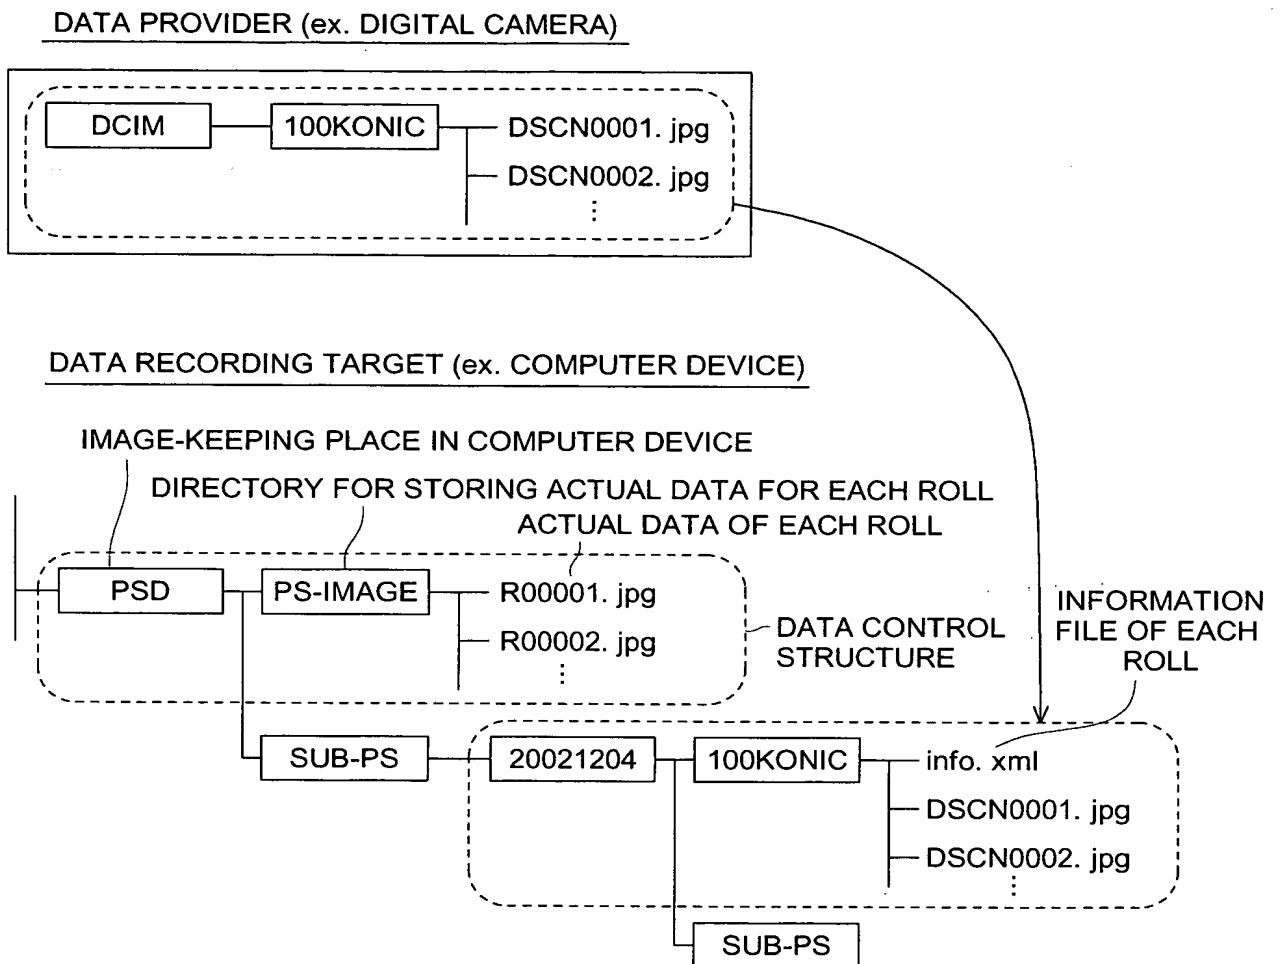 DATA PROVIDER (ex. DIGITAL CAMERA)
DCIM
100KONIC
DSCN0001. jpg
DSCN0002. jpg
⋮
DATA RECORDING TARGET (ex. COMPUTER DEVICE)
IMAGE-KEEPING PLACE IN COMPUTER DEVICE
DIRECTORY FOR STORING ACTUAL DATA FOR EACH ROLL
ACTUAL DATA OF EACH ROLL
PSD
PS-IMAGE
R00001. jpg
R00002. jpg
⋮
DATA CONTROL
STRUCTURE
INFORMATION
FILE OF EACH
ROLL
SUB-PS
20021204
100KONIC
info. xml
DSCN0001. jpg
DSCN0002. jpg
⋮
SUB-PS